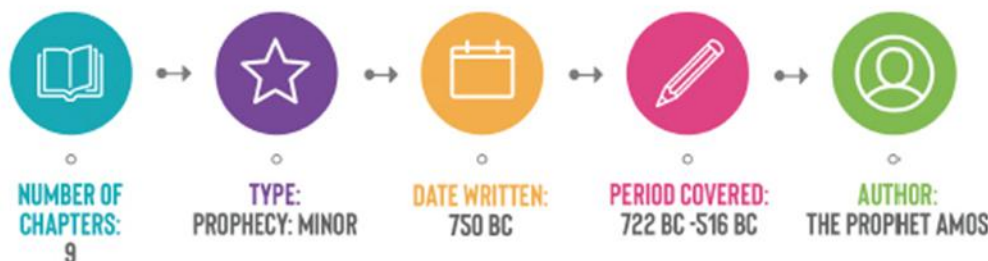 NUMBER OF
CHAPTERS:
9
TYPE:
PROPHECY: MINOR
DATE WRITTEN:
750 BC
PERIOD COVERED:
722 BC -516 BC
AUTHOR:
THE PROPHET AMOS